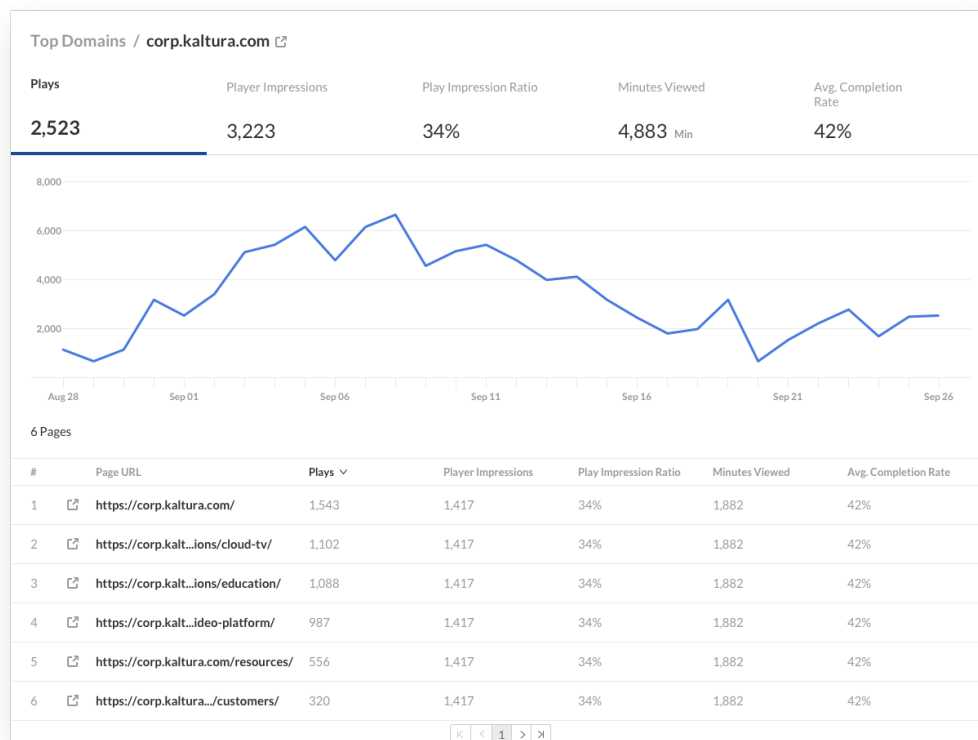 Top Domains / corp.kaltura.com
Plays Player Impressions Play Impression Ratio Minutes Viewed Avg. Completion Rate
2,523 3,223 34% 4,883 Min 42%
8,000
6,000
4,000
2,000
Aug 28 Sep 01 Sep 06 Sep 11 Sep 16 Sep 21 Sep 26
6 Pages
# Page URL Plays Player Impressions Play Impression Ratio Minutes Viewed Avg. Completion Rate
1 https://corp.kaltura.com/ 1,543 1,417 34% 1,882 42%
2 https://corp.kalt...ions/cloud-tv/ 1,102 1,417 34% 1,882 42%
3 https://corp.kalt...ions/education/ 1,088 1,417 34% 1,882 42%
4 https://corp.kalt...ideo-platform/ 987 1,417 34% 1,882 42%
5 https://corp.kaltura.com/resources/ 556 1,417 34% 1,882 42%
6 https://corp.kaltura.../customers/ 320 1,417 34% 1,882 42%
1